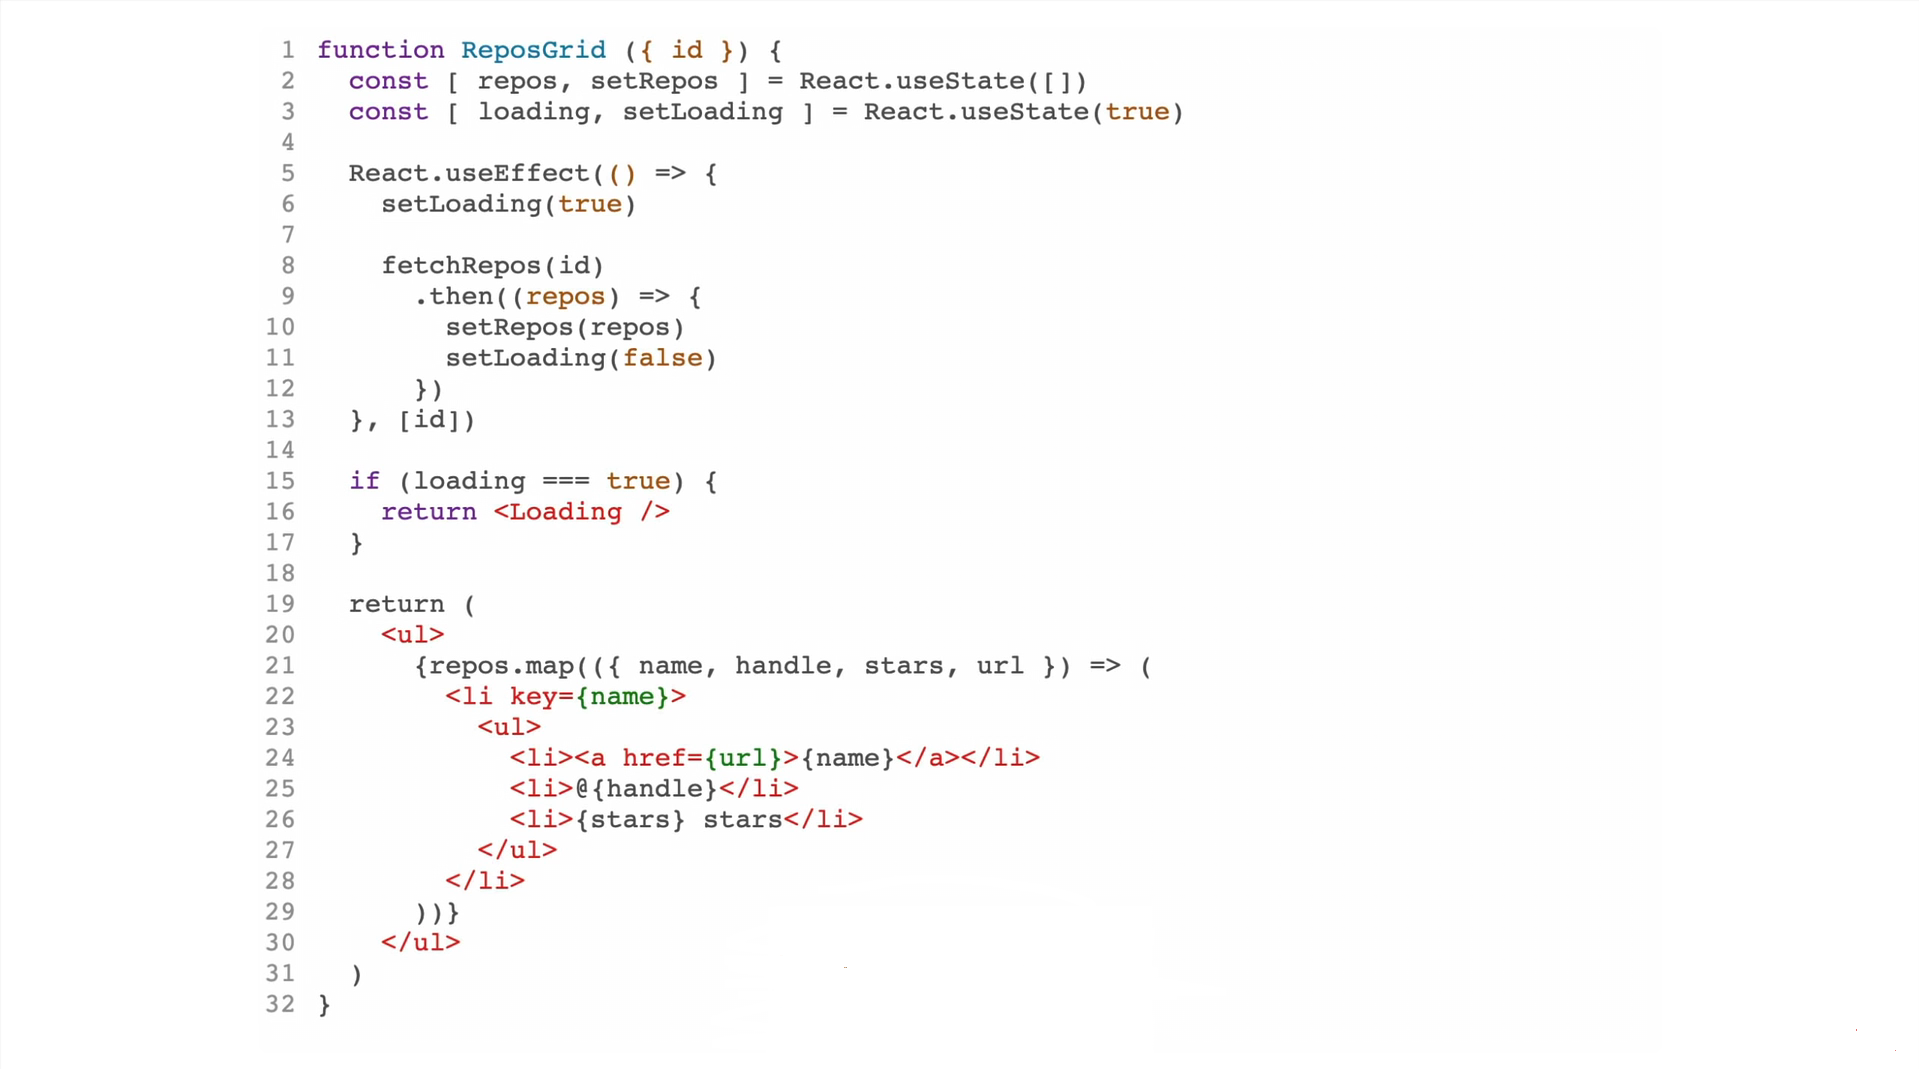 1 function ReposGrid ({ id }) {
2   const [ repos, setRepos ] = React.useState([])
3   const [ loading, setLoading ] = React.useState(true)
4
5   React.useEffect(() => {
6     setLoading(true)
7
8     fetchRepos(id)
9       .then((repos) => {
10         setRepos(repos)
11         setLoading(false)
12       })
13   }, [id])
14
15   if (loading === true) {
16     return <Loading />
17   }
18
19   return (
20     <ul>
21       {repos.map(({ name, handle, stars, url }) => (
22         <li key={name}>
23           <ul>
24             <li><a href={url}>{name}</a></li>
25             <li>@{handle}</li>
26             <li>{stars} stars</li>
27           </ul>
28         </li>
29       ))}
30     </ul>
31   )
32 }